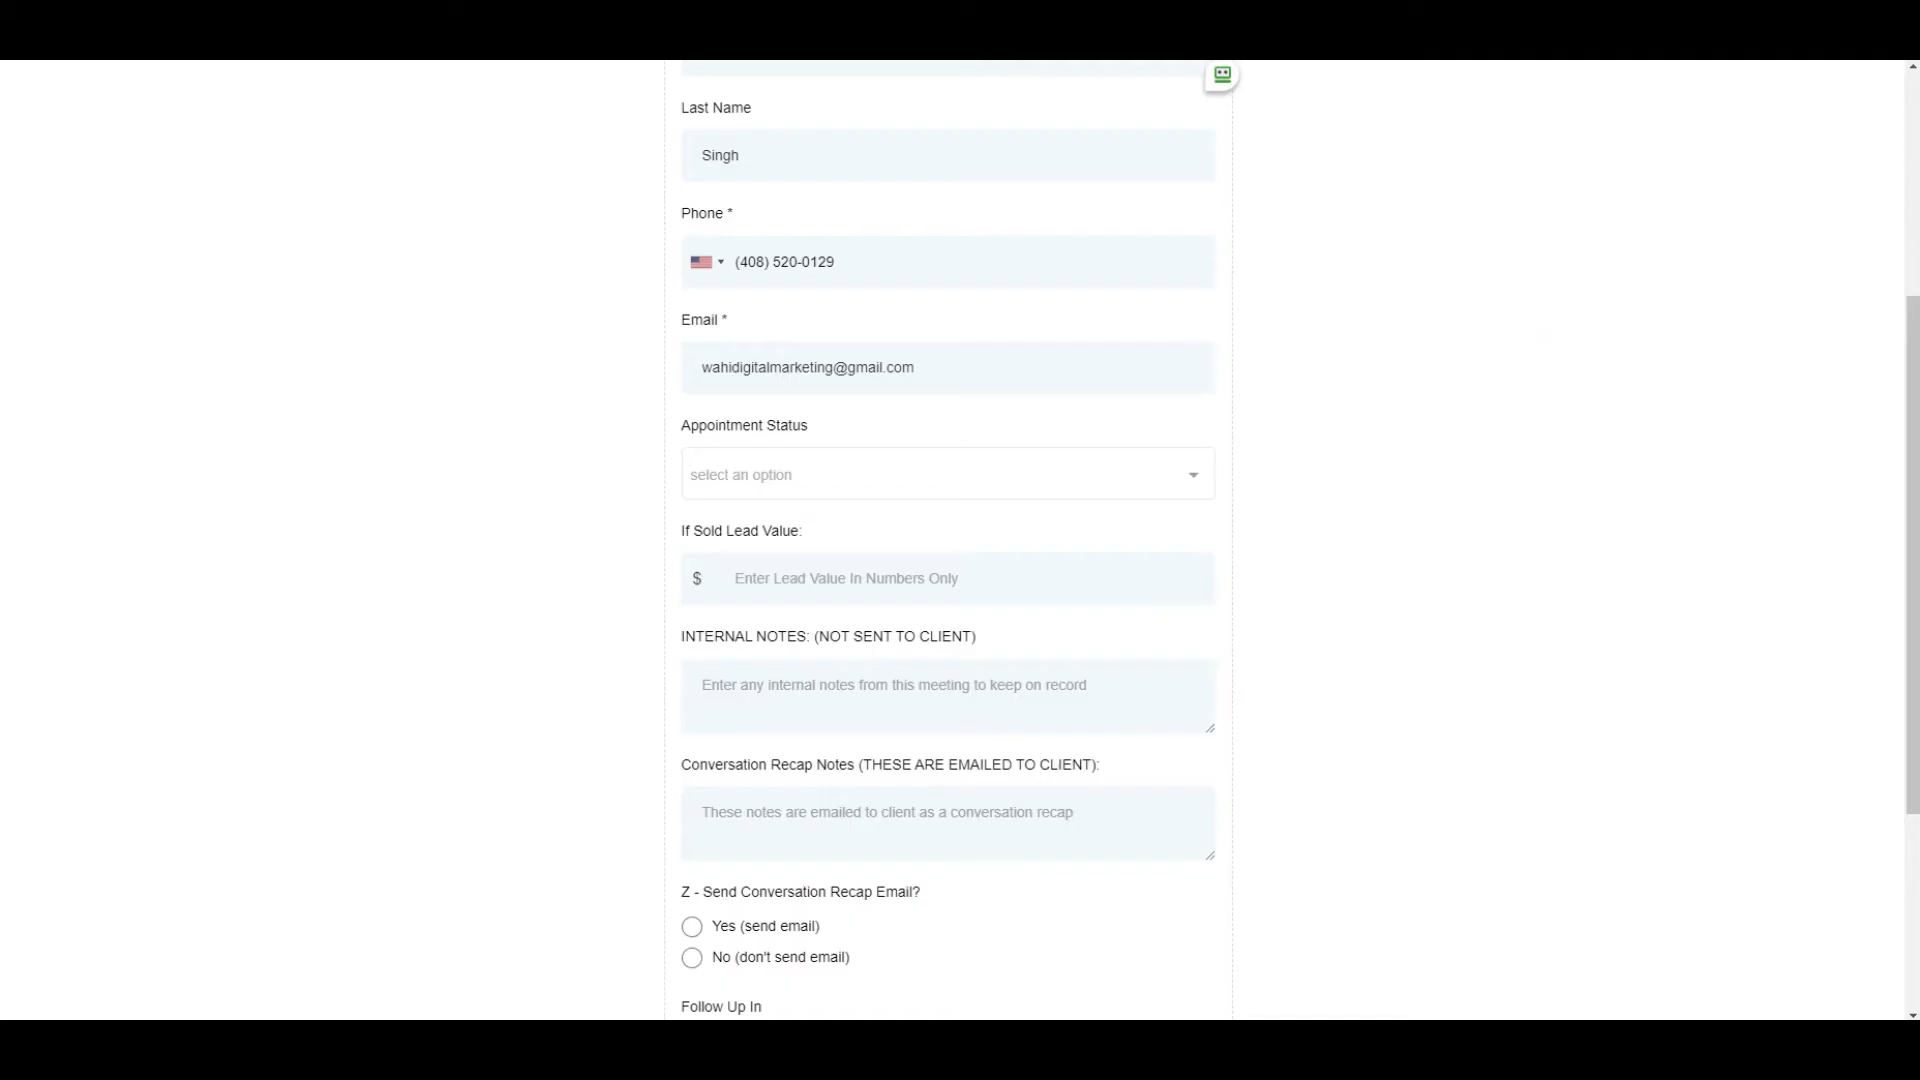 Last Name
Singh
Phone *
(408) 520-0129
Email *
wahidigitalmarketing@gmail.com
Appointment Status
select an option
If Sold Lead Value:
$ Enter Lead Value In Numbers Only
INTERNAL NOTES: (NOT SENT TO CLIENT)
Enter any internal notes from this meeting to keep on record
Conversation Recap Notes (THESE ARE EMAILED TO CLIENT):
These notes are emailed to client as a conversation recap
Z - Send Conversation Recap Email?
Yes (send email)
No (don't send email)
Follow Up In